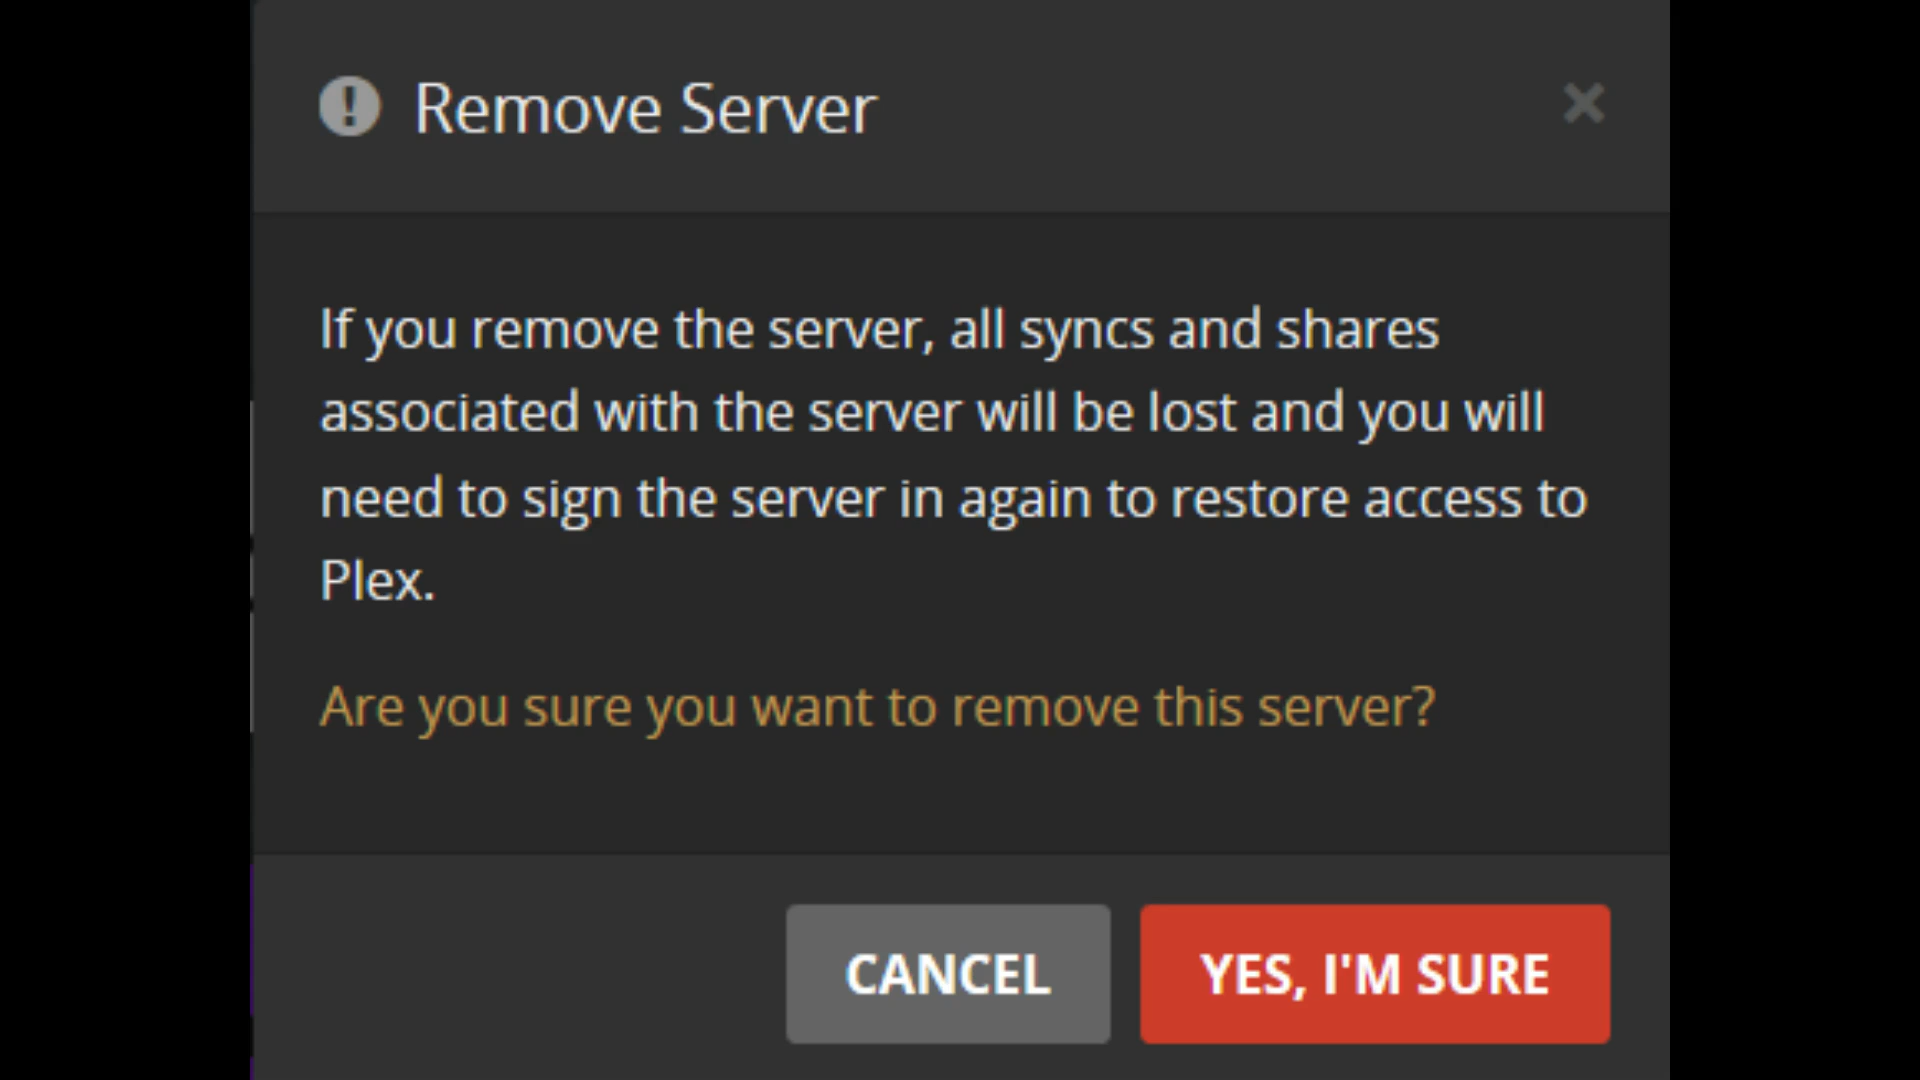 Remove Server
If you remove the server, all syncs and shares
associated with the server will be lost and you will
need to sign the server in again to restore access to
Plex.
Are you sure you want to remove this server?
CANCEL
YES, I'M SURE